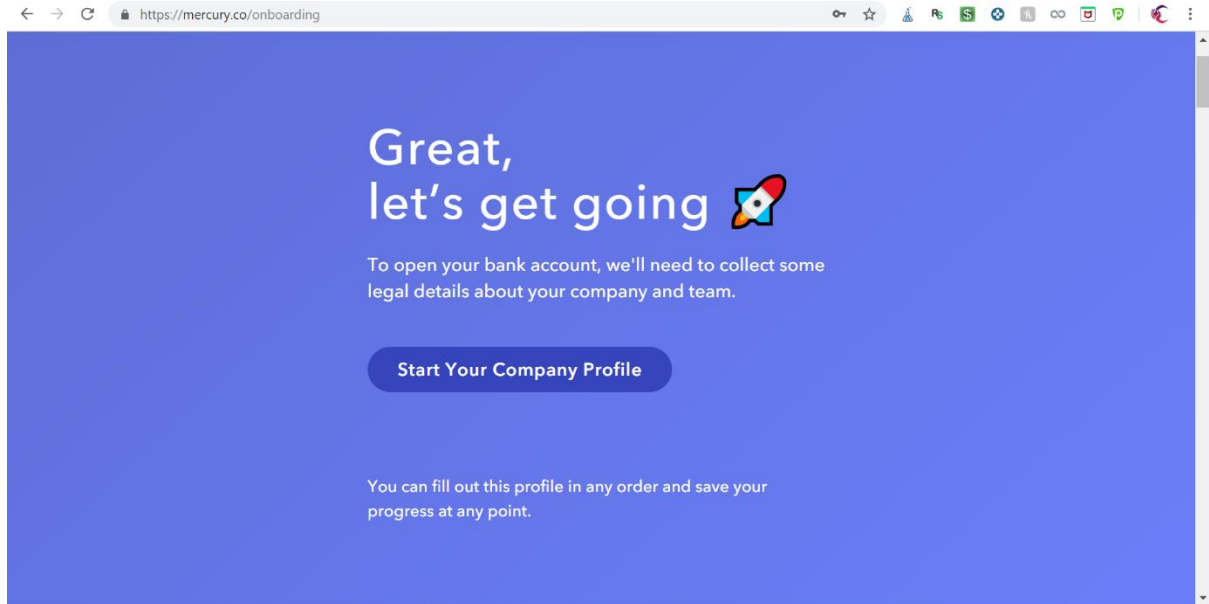 https://mercury.co/onboarding
Great,
let’s get going
To open your bank account, we'll need to collect some
legal details about your company and team.
Start Your Company Profile
You can fill out this profile in any order and save your
progress at any point.